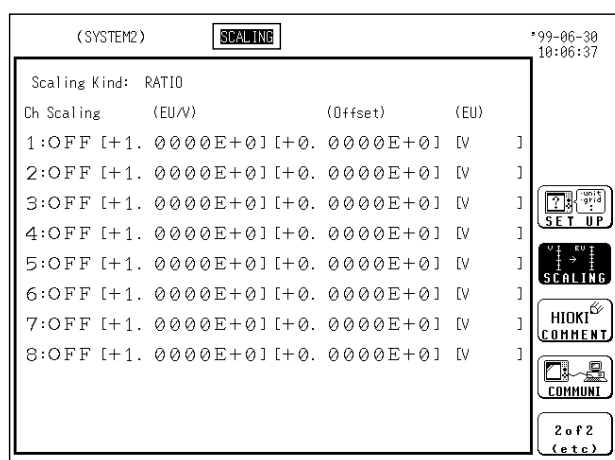 (SYSTEM2) SCALING '99-06-30
10:06:37
Scaling Kind: RATIO
Ch Scaling (EU/V) (Offset) (EU)
1:OFF [+1. 0000E+0] [+0. 0000E+0] [V ]
2:OFF [+1. 0000E+0] [+0. 0000E+0] [V ]
3:OFF [+1. 0000E+0] [+0. 0000E+0] [V ]
4:OFF [+1. 0000E+0] [+0. 0000E+0] [V ]
5:OFF [+1. 0000E+0] [+0. 0000E+0] [V ]
6:OFF [+1. 0000E+0] [+0. 0000E+0] [V ]
7:OFF [+1. 0000E+0] [+0. 0000E+0] [V ]
8:OFF [+1. 0000E+0] [+0. 0000E+0] [V ]
? ·unit
·grid
:
SET UP
V EU
→
SCALING
HIOKI
COMMENT
COMMUNI
2of2
(etc)